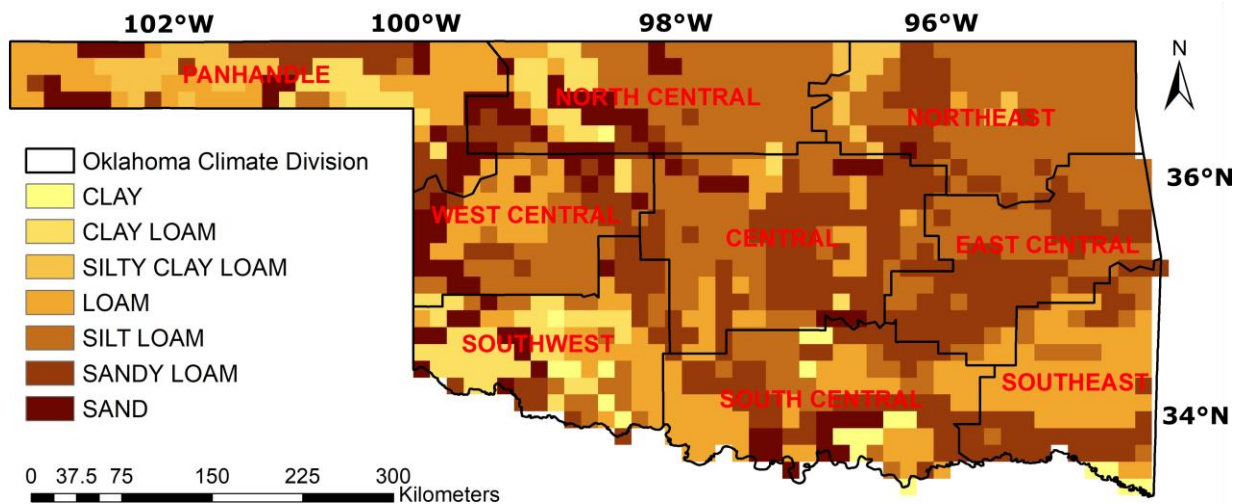 102°W 100°W 98°W 96°W
N
PANHANDLE
NORTH CENTRAL
NORTHEAST
Oklahoma Climate Division
CLAY
36°N
CLAY LOAM
WEST CENTRAL
CENTRAL
EAST CENTRAL
SILTY CLAY LOAM
LOAM
SILT LOAM
SOUTHWEST
SANDY LOAM
SOUTHEAST
SOUTH CENTRAL
SAND
34°N
0 37.5 75 150 225 300
Kilometers